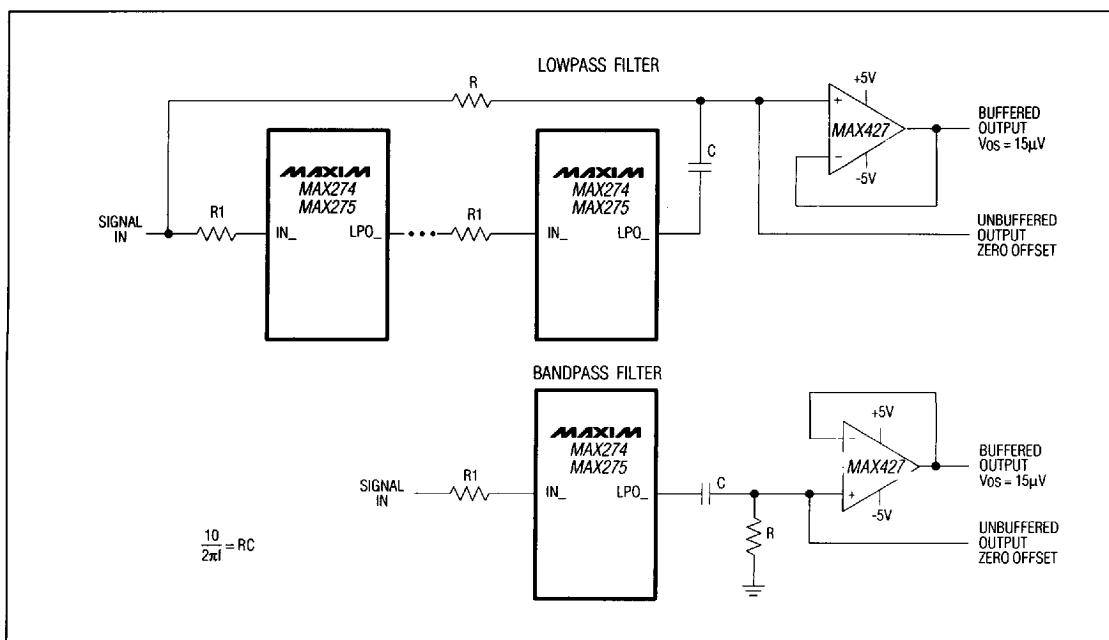 LOWPASS FILTER
R
C
+5V
+
MAX427
−
-5V
BUFFERED
OUTPUT
VOS = 15µV
MAXIM
MAX274
MAX275
MAXIM
MAX274
MAX275
SIGNAL
IN
R1
IN_
LPO_
R1
IN_
LPO_
UNBUFFERED
OUTPUT
ZERO OFFSET
BANDPASS FILTER
MAXIM
MAX274
MAX275
+5V
−
MAX427
+
-5V
BUFFERED
OUTPUT
VOS = 15µV
SIGNAL
IN
R1
IN_
LPO_
C
R
UNBUFFERED
OUTPUT
ZERO OFFSET
10
2πf = RC